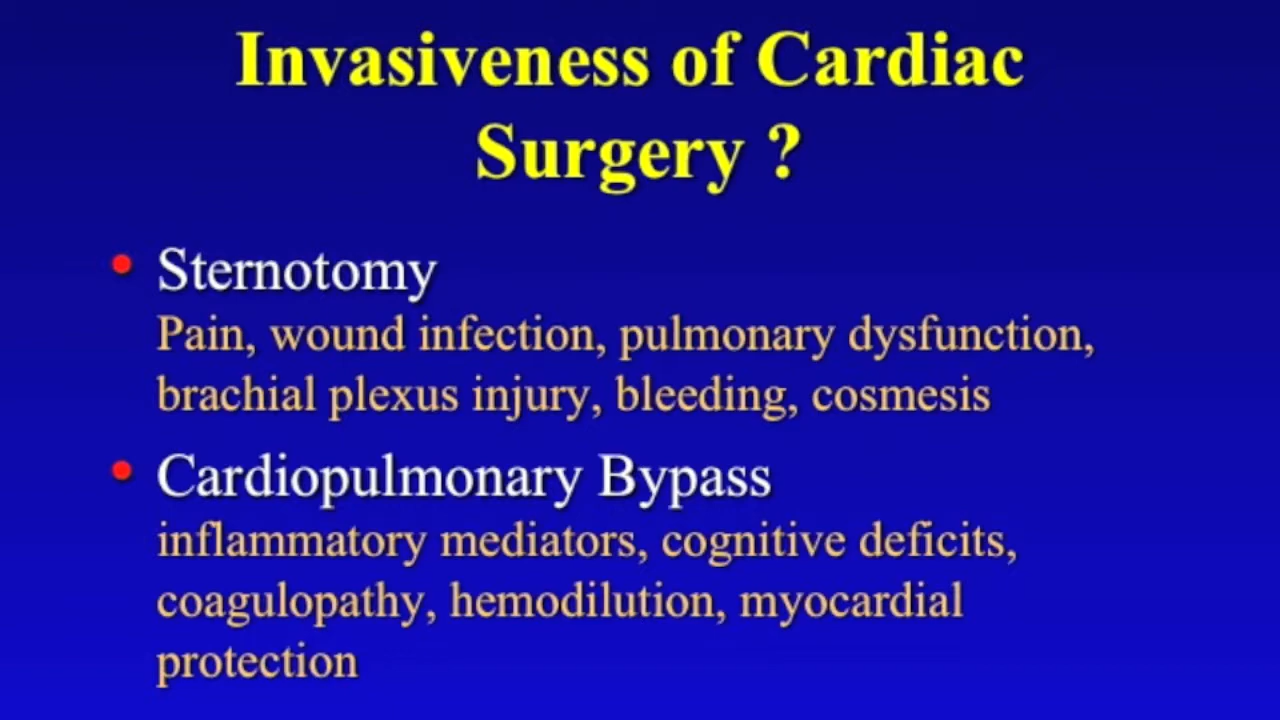 Invasiveness of Cardiac
Surgery ?
• Sternotomy
Pain, wound infection, pulmonary dysfunction,
brachial plexus injury, bleeding, cosmesis
• Cardiopulmonary Bypass
inflammatory mediators, cognitive deficits,
coagulopathy, hemodilution, myocardial
protection